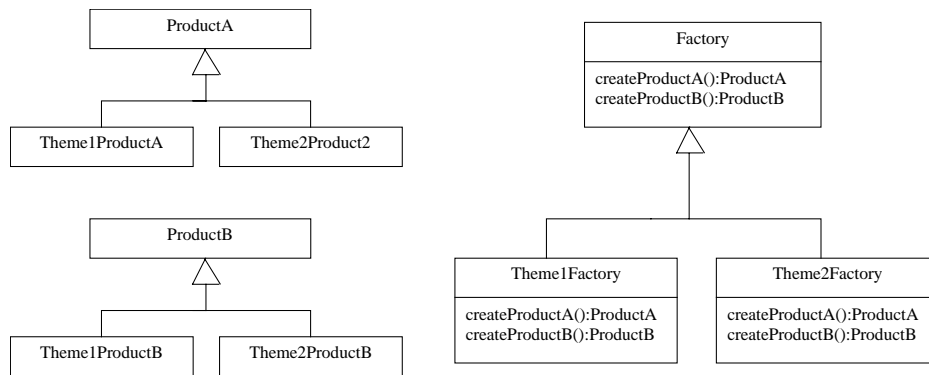 ProductA
Theme1ProductA
Theme2Product2
ProductB
Theme1ProductB
Theme2ProductB
Factory
createProductA():ProductA
createProductB():ProductB
Theme1Factory
createProductA():ProductA
createProductB():ProductB
Theme2Factory
createProductA():ProductA
createProductB():ProductB